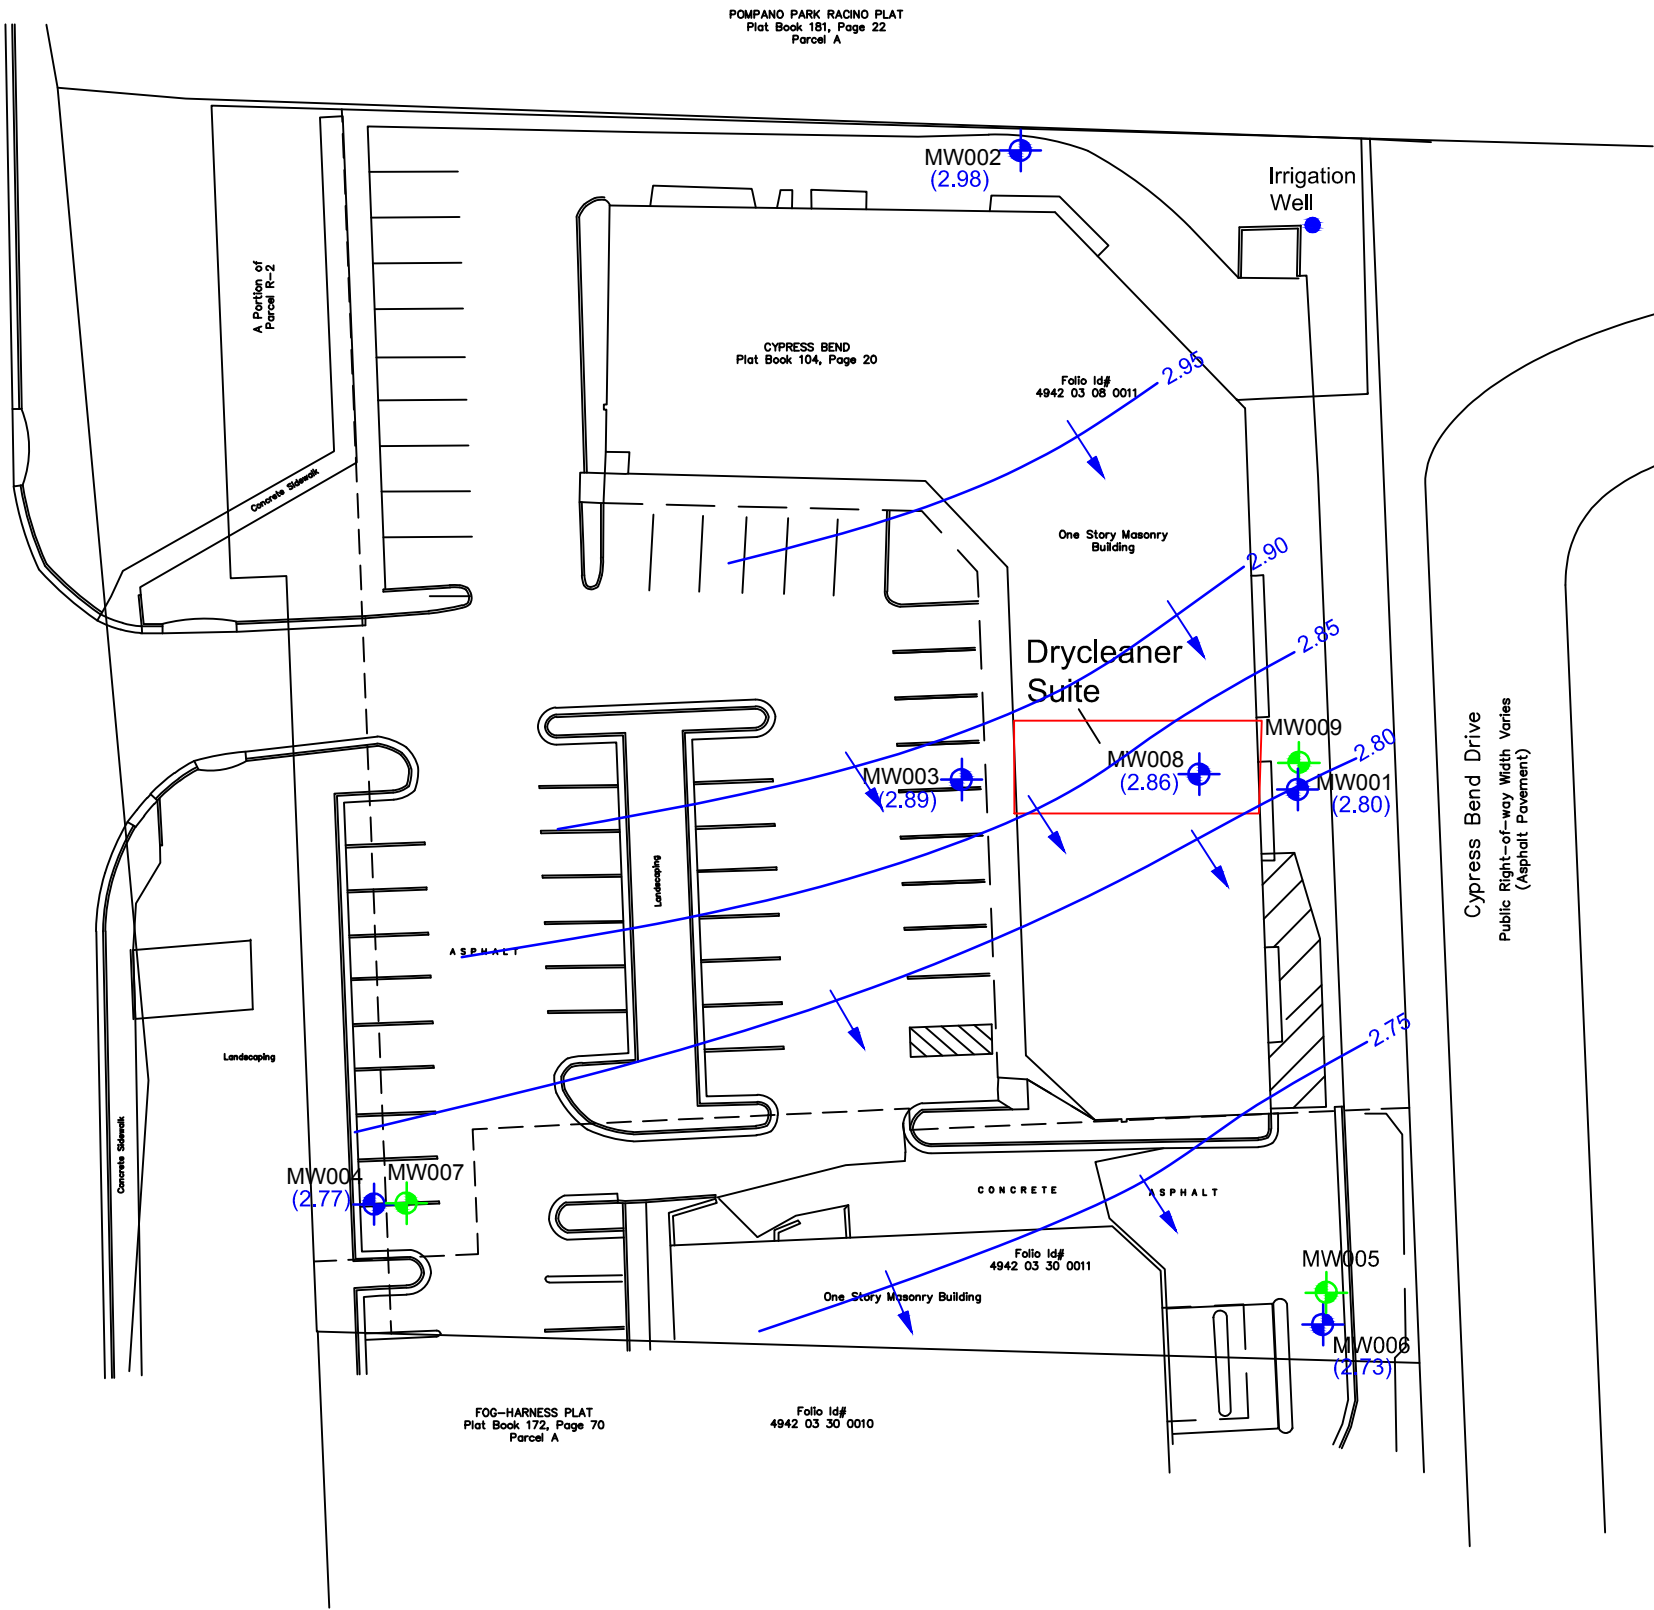 POMPANO PARK RACINO PLAT
Plat Book 181, Page 22
Parcel A
MW002
(2.98)
Irrigation
Well
A Portion of
Parcel R-2
CYPRESS BEND
Plat Book 104, Page 20
2.95
Folio Id#
4942 03 08 0011
Concrete Sidewalk
One Story Masonry
Building
2.90
2.85
Drycleaner
Suite
MW009
2.80
MW008
(2.86)
MW003
(2.89)
MW001
(2.80)
Cypress Bend Drive
Public Right-of-way Width Varies
(Asphalt Pavement)
Landscaping
ASPHALT
2.75
Landscaping
Concrete Sidewalk
MW004
(2.77)
MW007
CONCRETE
ASPHALT
Folio Id#
4942 03 30 0011
One Story Masonry Building
MW005
MW006
(2.73)
FOG-HARNESS PLAT
Plat Book 172, Page 70
Parcel A
Folio Id#
4942 03 30 0010